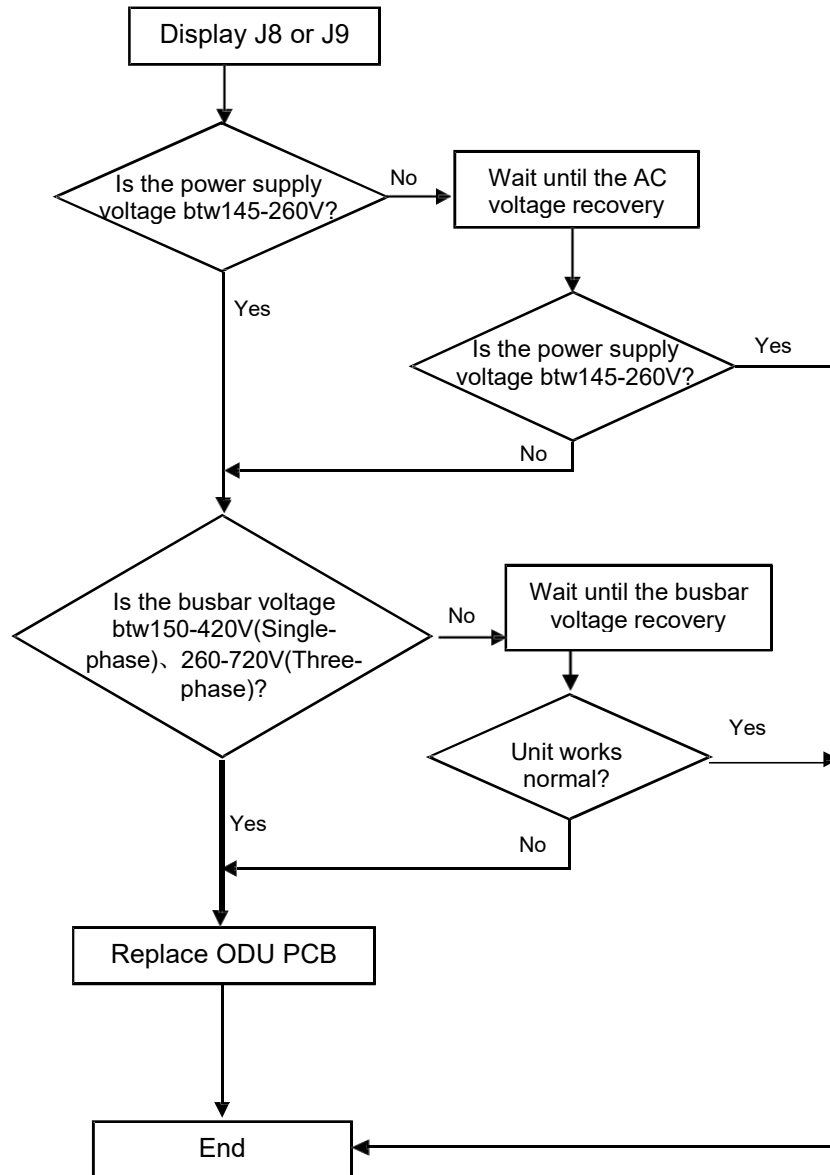 Display J8 or J9
Is the power supply
voltage btw145-260V?
No
Wait until the AC
voltage recovery
Yes
Is the power supply
voltage btw145-260V?
Yes
No
Is the busbar voltage
btw150-420V(Single-
phase)、260-720V(Three-
phase)?
No
Wait until the busbar
voltage recovery
Unit works
normal?
Yes
Yes
No
Replace ODU PCB
End